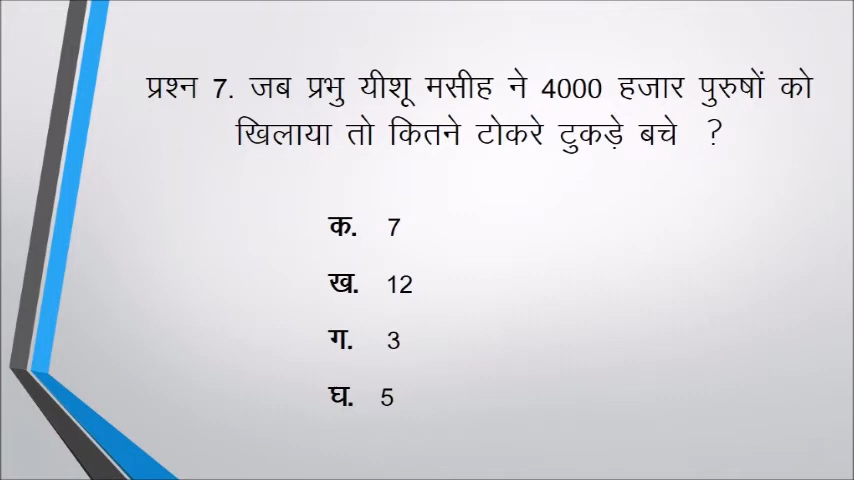 प्रश्न 7. जब प्रभु यीशू मसीह ने 4000 हजार पुरुषों को
खिलाया तो कितने टोकरे टुकड़े बचे ?
क. 7
ख. 12
ग. 3
घ. 5